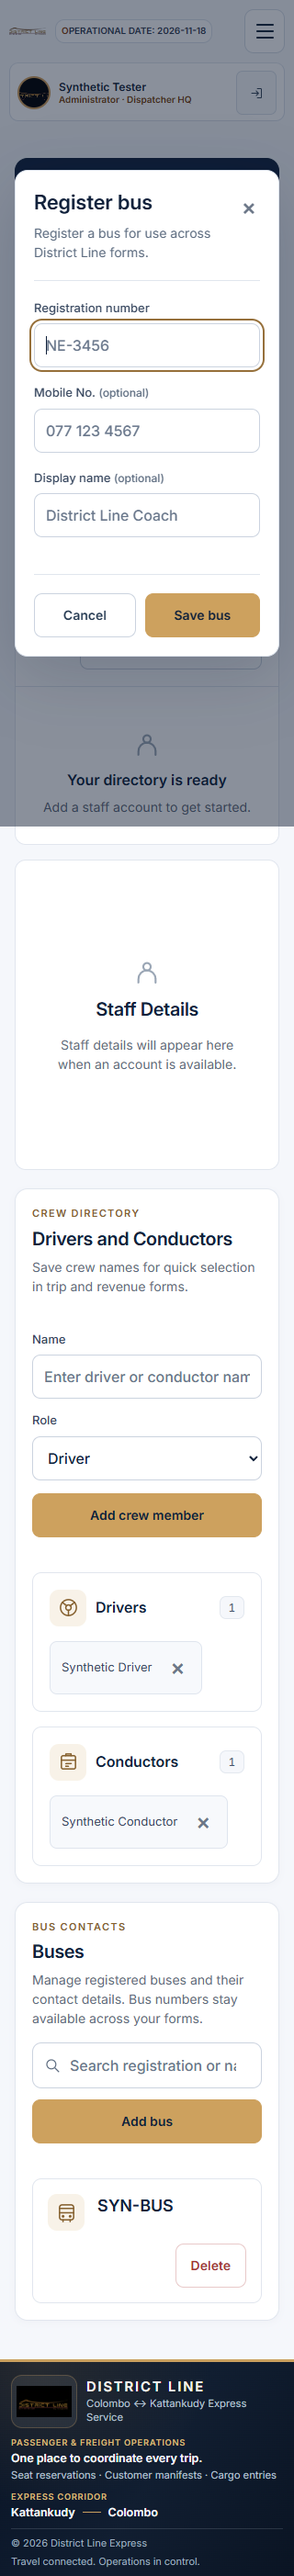 OPERATIONAL DATE: 2026-11-18
Synthetic Tester
Administrator · Dispatcher HQ
Register bus
Register a bus for use across
District Line forms.
Registration number
NE-3456
Mobile No. (optional)
077 123 4567
Display name (optional)
District Line Coach
Cancel
Save bus
Your directory is ready
Add a staff account to get started.
Staff Details
Staff details will appear here
when an account is available.
CREW DIRECTORY
Drivers and Conductors
Save crew names for quick selection
in trip and revenue forms.
Name
Enter driver or conductor nam
Role
Driver
Add crew member
Drivers
1
Synthetic Driver
Conductors
1
Synthetic Conductor
BUS CONTACTS
Buses
Manage registered buses and their
contact details. Bus numbers stay
available across your forms.
Search registration or na
Add bus
SYN-BUS
Delete
DISTRICT LINE
DISTRICT LINE
Colombo ↔ Kattankudy Express
Service
PASSENGER & FREIGHT OPERATIONS
One place to coordinate every trip.
Seat reservations · Customer manifests · Cargo entries
EXPRESS CORRIDOR
Kattankudy — Colombo
© 2026 District Line Express
Travel connected. Operations in control.